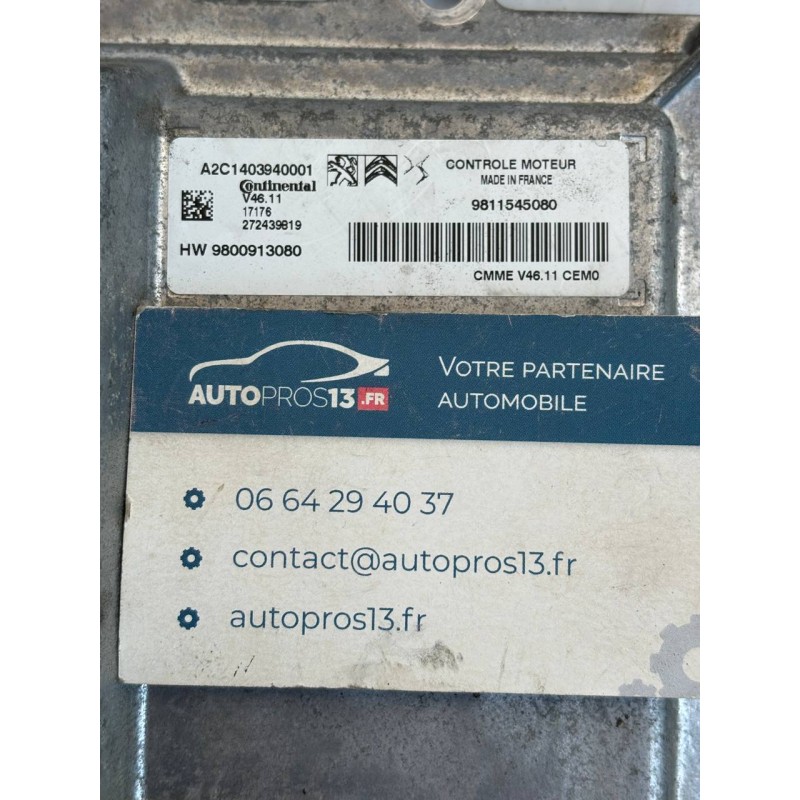 A2C1403940001
Continental
V46.11
17176
272439819
HW 9800913080
CONTROLE MOTEUR
MADE IN FRANCE
9811545080
CMME V46.11 CEM0
AUTOPROS13.FR
VOTRE PARTENAIRE
AUTOMOBILE
06 64 29 40 37
contact@autopros13.fr
autopros13.fr